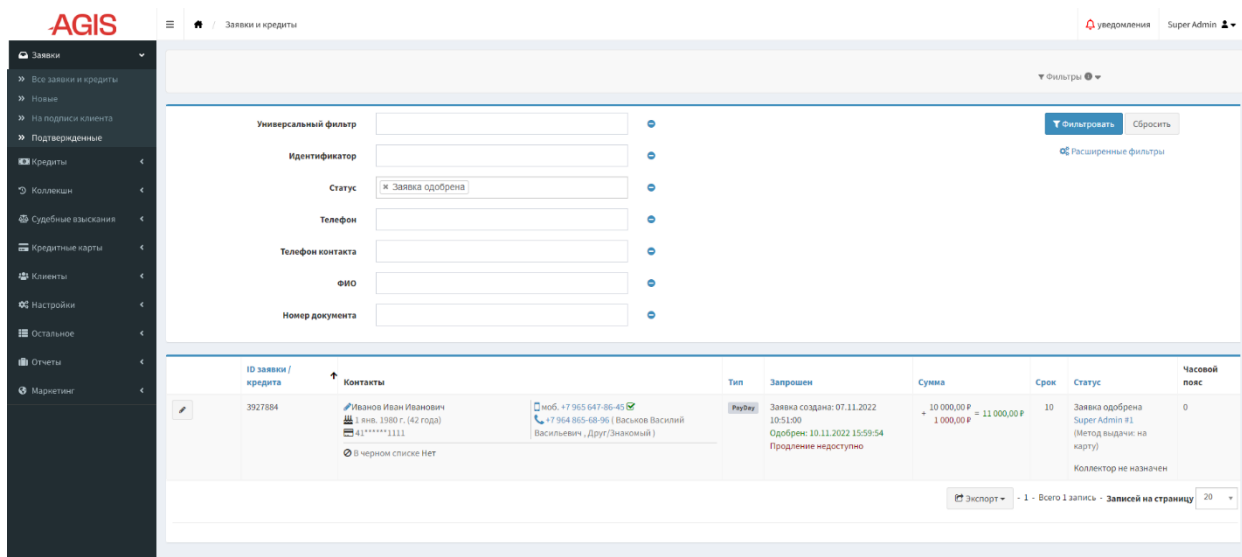 AGIS
Заявки и кредиты
уведомления
Super Admin
Заявки
Все заявки и кредиты
Новые
На подписи клиента
Подтвержденные
Кредиты
Коллекшн
Судебные взыскания
Кредитные карты
Клиенты
Настройки
Остальное
Отчеты
Маркетинг
Фильтры
Универсальный фильтр
Фильтровать
Сбросить
Расширенные фильтры
Идентификатор
Статус
× Заявка одобрена
Телефон
Телефон контакта
ФИО
Номер документа
ID заявки / кредита
Контакты
Тип
Запрошен
Сумма
Срок
Статус
Часовой пояс
3927884
Иванов Иван Иванович
1 янв. 1980 г. (42 года)
41******1111
В черном списке Нет
моб. +7 965 647-86-45
+7 964 865-68-96 ( Васьков Василий
Васильевич , Друг/Знакомый )
PayDay
Заявка создана: 07.11.2022
10:51:00
Одобрен: 10.11.2022 15:59:54
Продление недоступно
+ 10 000,00 ₽
1 000,00 ₽
= 11 000,00 ₽
10
Заявка одобрена
Super Admin #1
(Метод выдачи: на
карту)
Коллектор не назначен
0
Экспорт
- 1 - Всего 1 запись - Записей на страницу 20